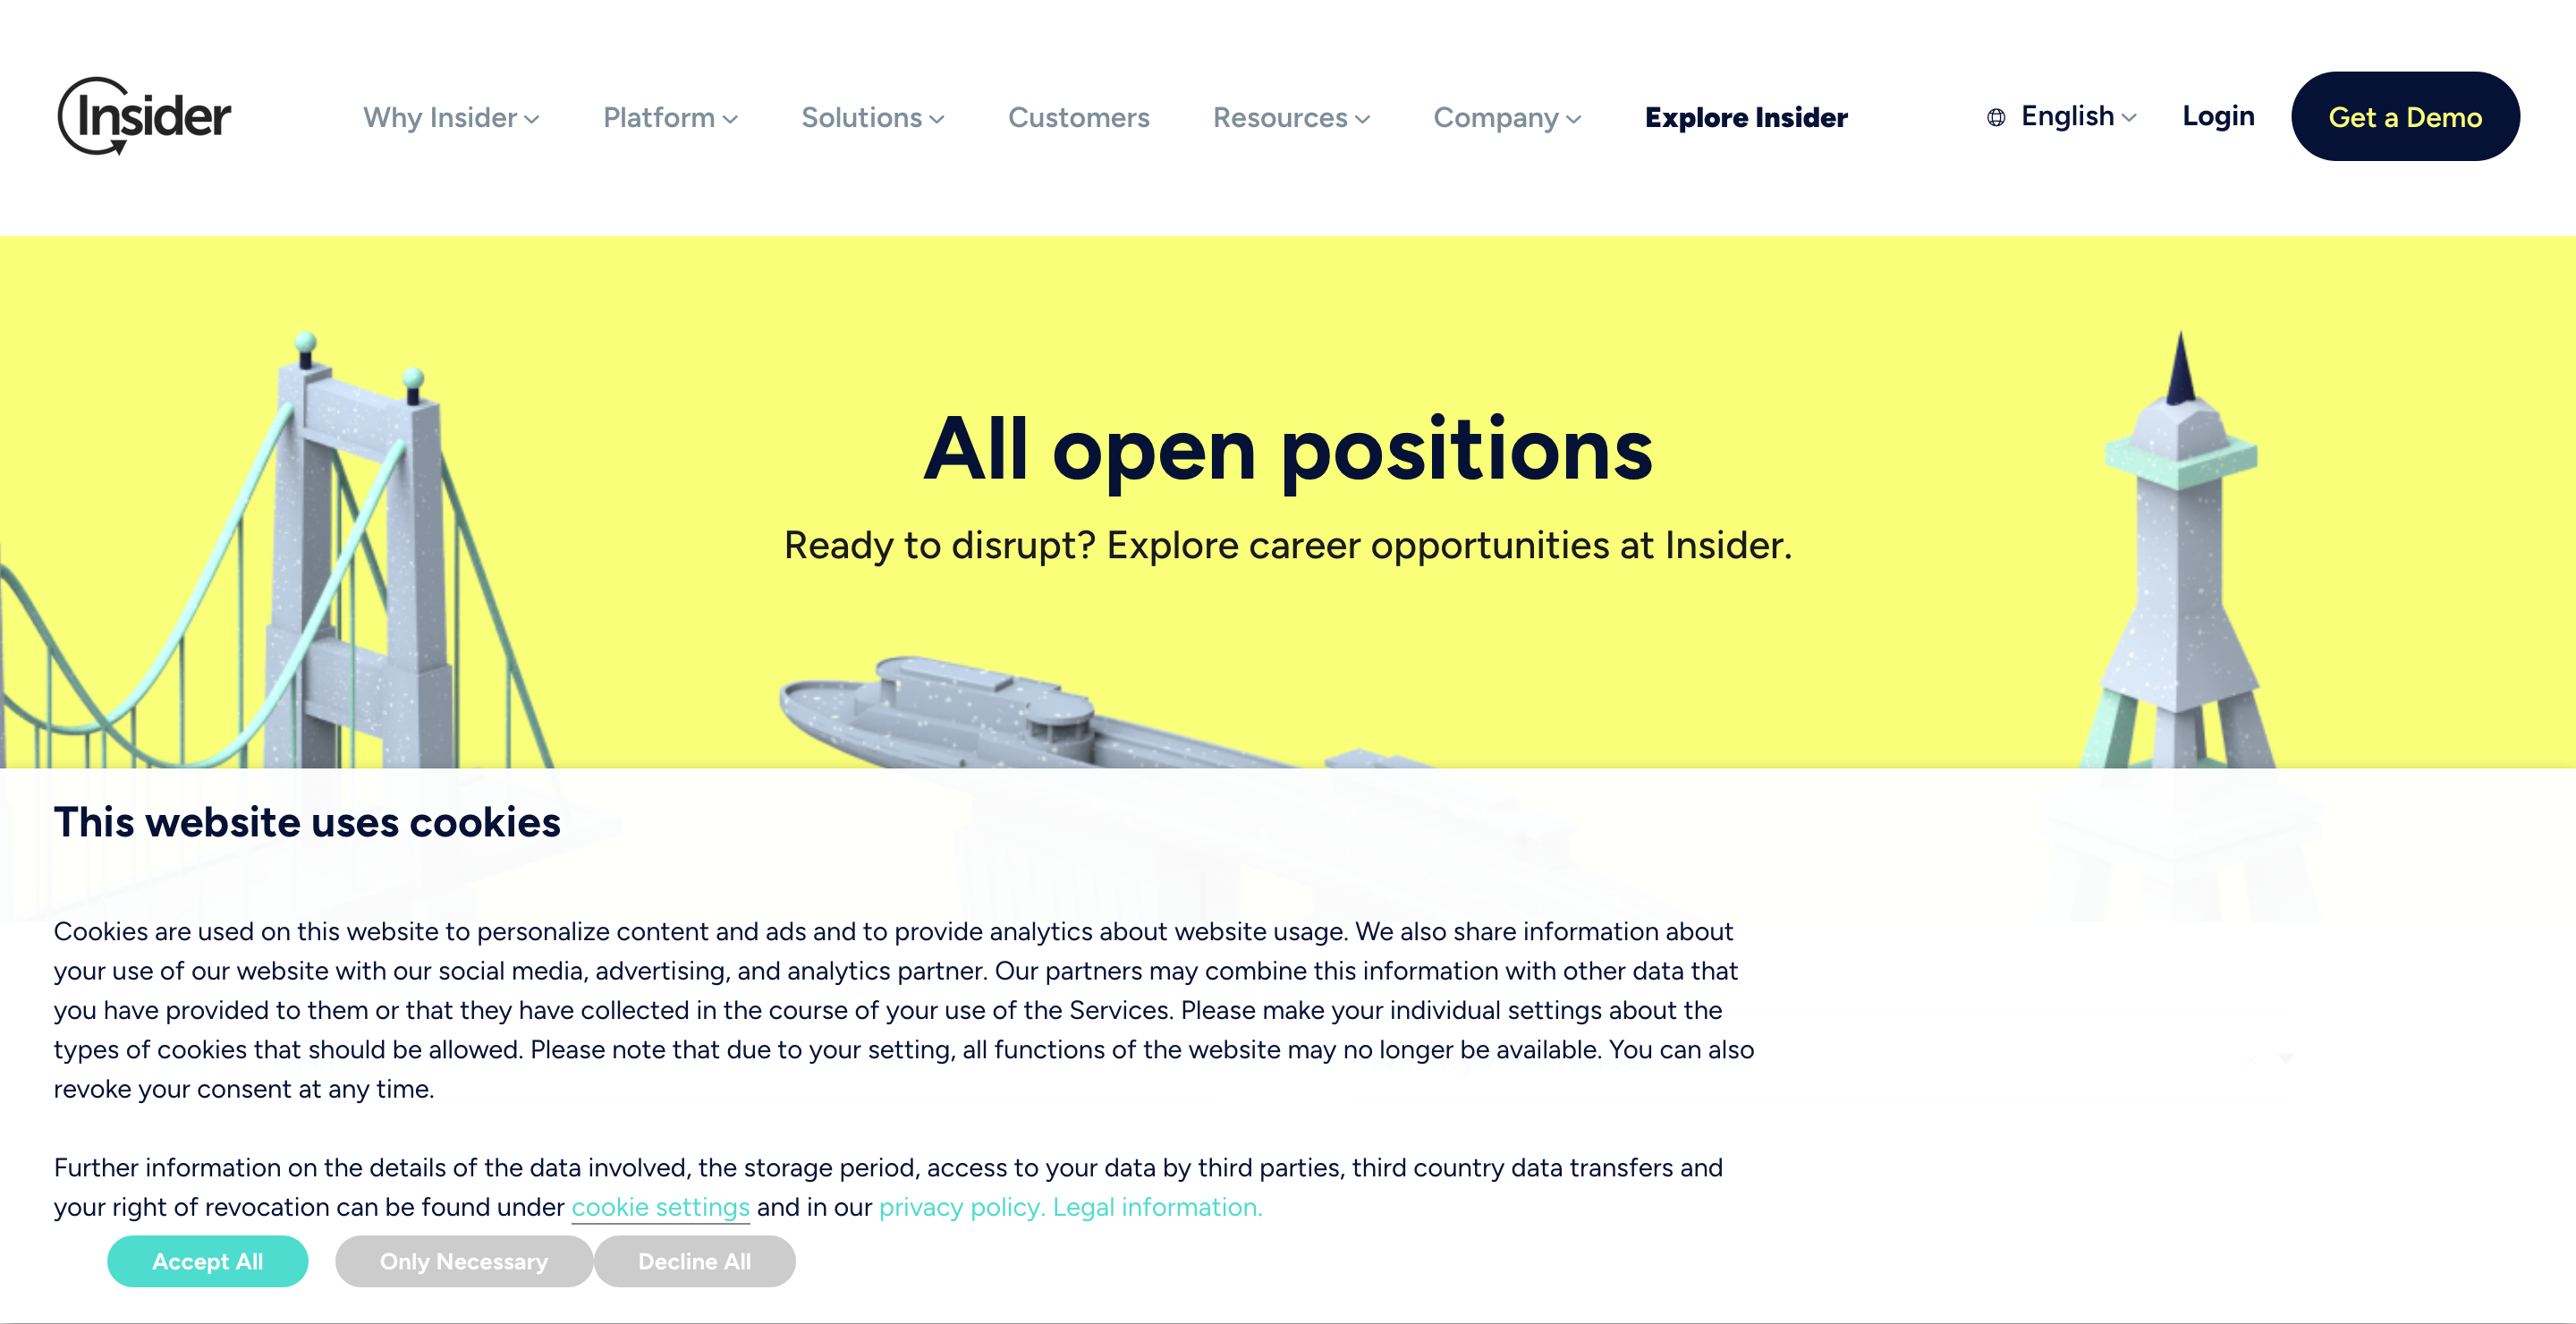 Insider
Why Insider
Platform
Solutions
Customers
Resources
Company
Explore Insider
English
Login
Get a Demo
All open positions
Ready to disrupt? Explore career opportunities at Insider.
This website uses cookies
Cookies are used on this website to personalize content and ads and to provide analytics about website usage. We also share information about
your use of our website with our social media, advertising, and analytics partner. Our partners may combine this information with other data that
you have provided to them or that they have collected in the course of your use of the Services. Please make your individual settings about the
types of cookies that should be allowed. Please note that due to your setting, all functions of the website may no longer be available. You can also
revoke your consent at any time.
Further information on the details of the data involved, the storage period, access to your data by third parties, third country data transfers and
your right of revocation can be found under cookie settings and in our privacy policy. Legal information.
Accept All
Only Necessary
Decline All